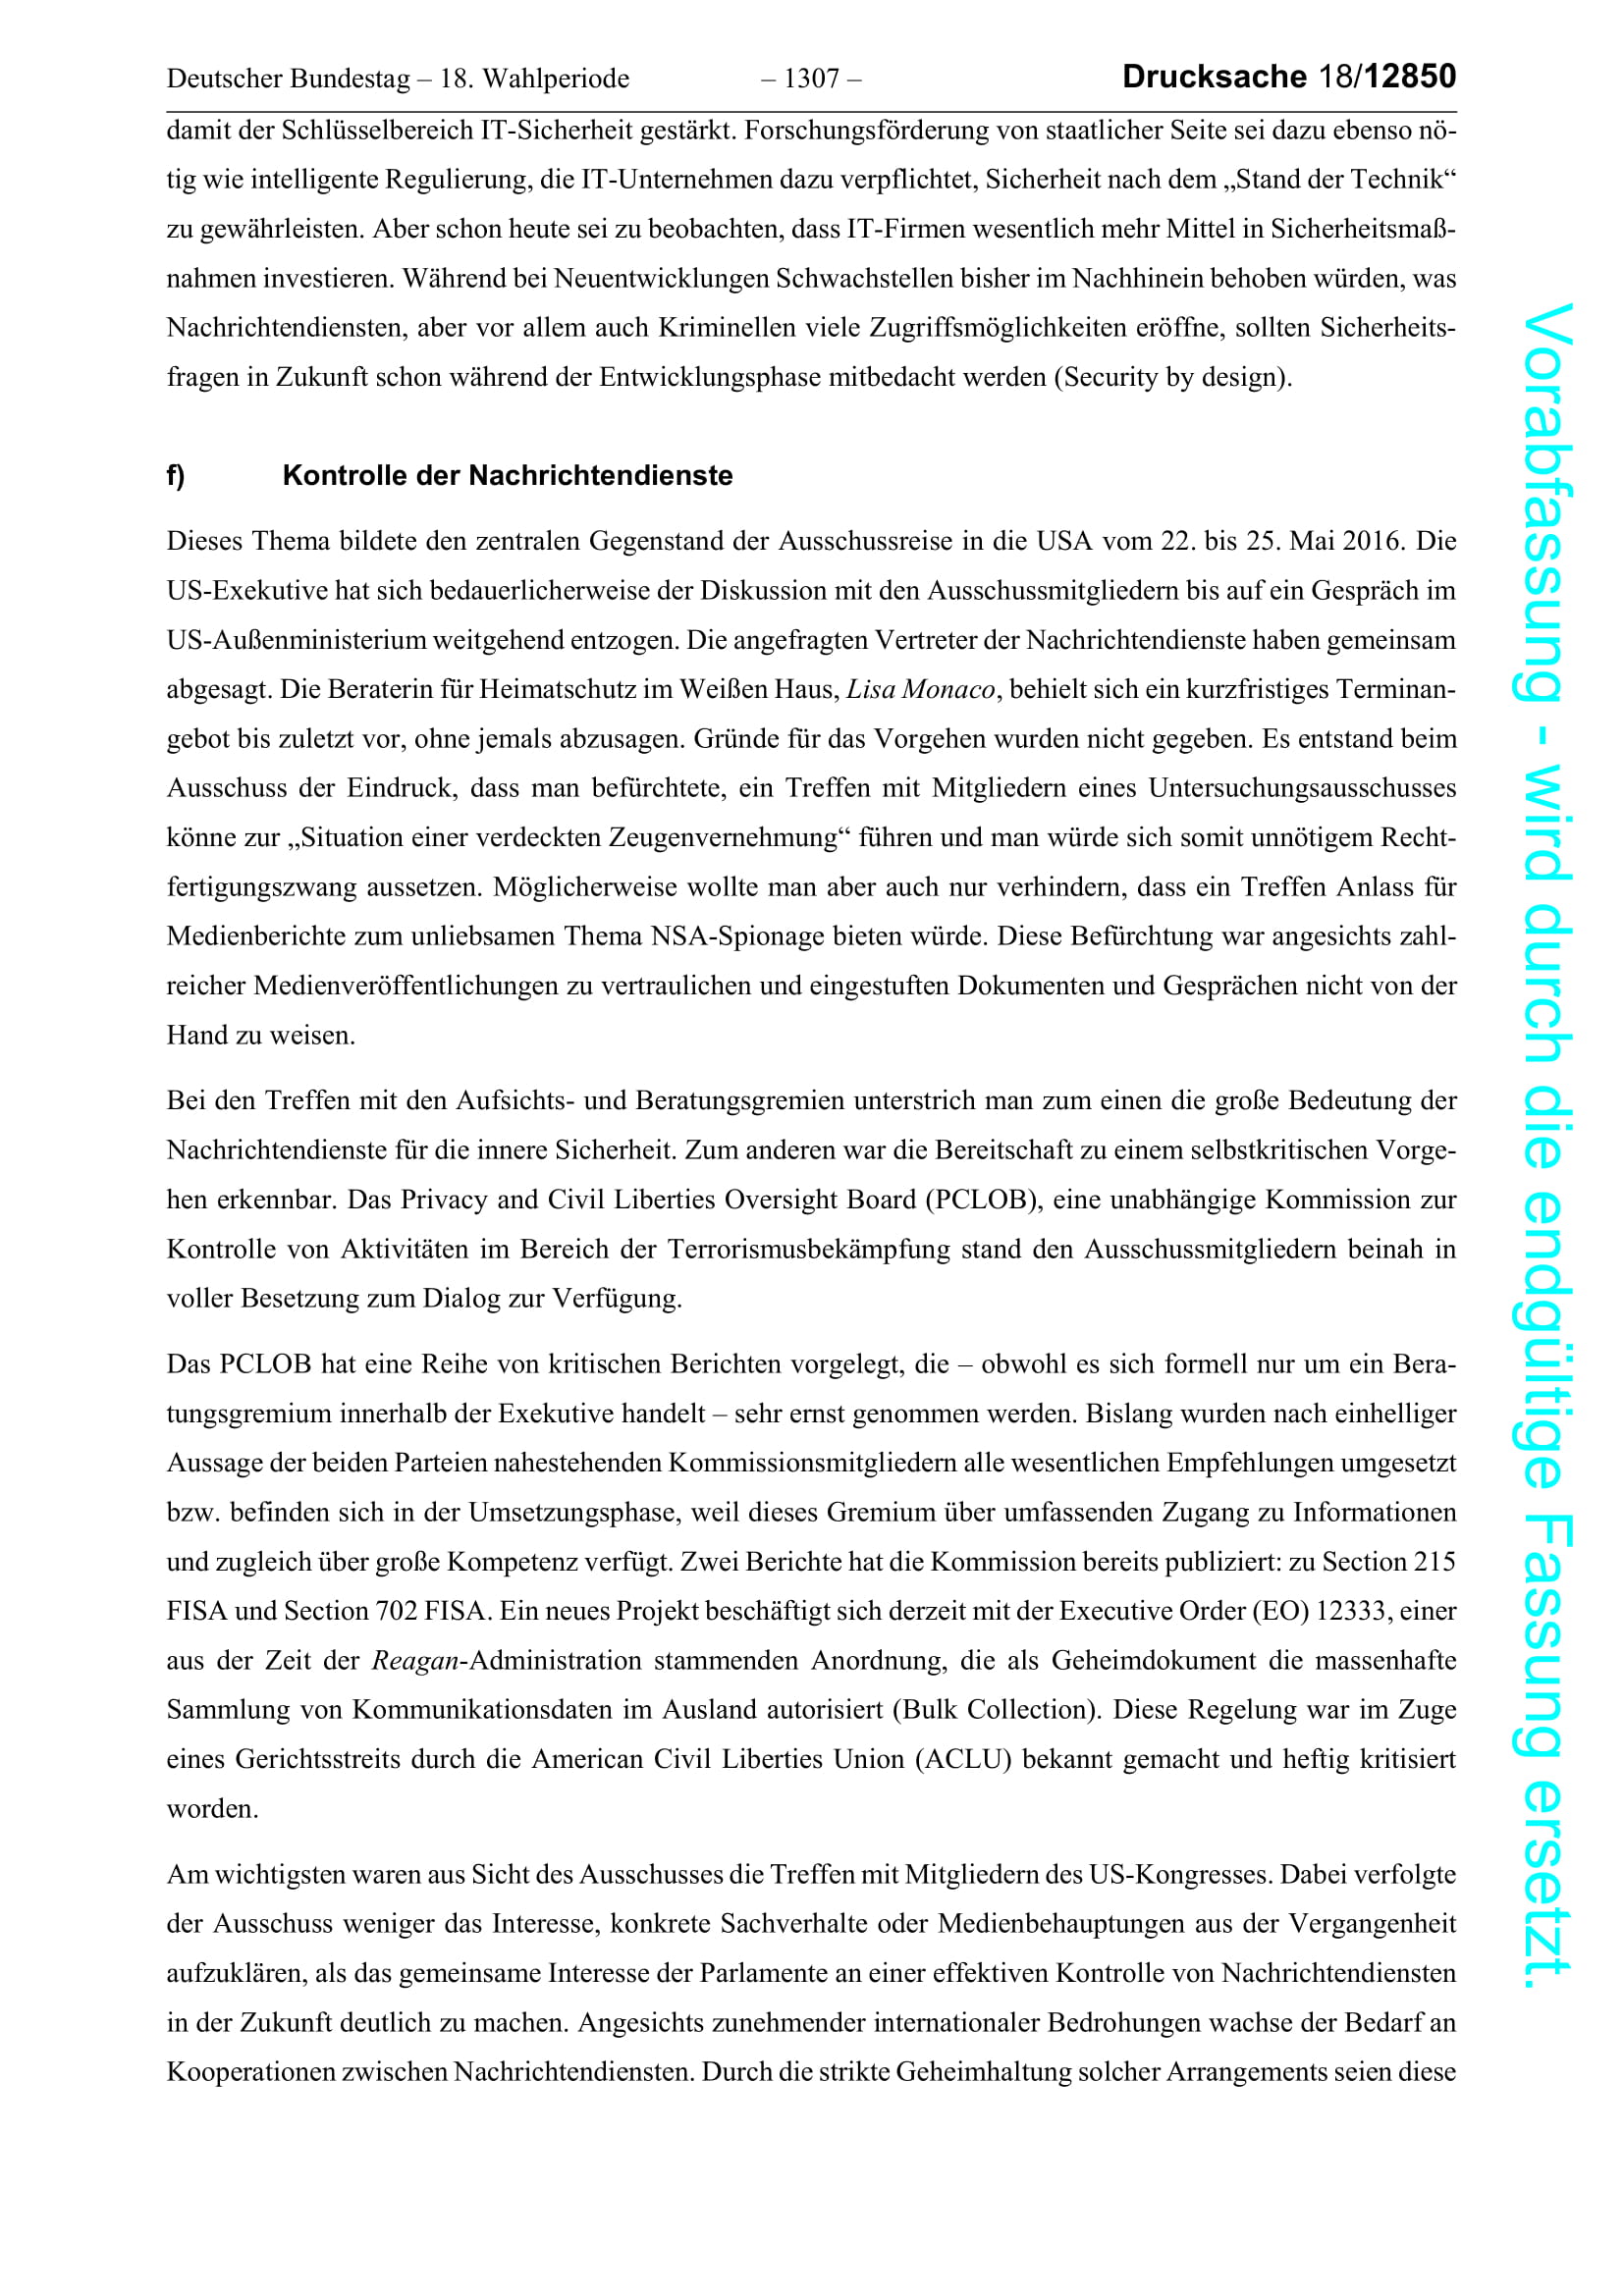 Deutscher Bundestag – 18. Wahlperiode – 1307 – Drucksache 18/12850
damit der Schlüsselbereich IT-Sicherheit gestärkt. Forschungsförderung von staatlicher Seite sei dazu ebenso nö-
tig wie intelligente Regulierung, die IT-Unternehmen dazu verpflichtet, Sicherheit nach dem „Stand der Technik“
zu gewährleisten. Aber schon heute sei zu beobachten, dass IT-Firmen wesentlich mehr Mittel in Sicherheitsmaß-
nahmen investieren. Während bei Neuentwicklungen Schwachstellen bisher im Nachhinein behoben würden, was
Nachrichtendiensten, aber vor allem auch Kriminellen viele Zugriffsmöglichkeiten eröffne, sollten Sicherheits-
fragen in Zukunft schon während der Entwicklungsphase mitbedacht werden (Security by design).
f) Kontrolle der Nachrichtendienste
Dieses Thema bildete den zentralen Gegenstand der Ausschussreise in die USA vom 22. bis 25. Mai 2016. Die
US-Exekutive hat sich bedauerlicherweise der Diskussion mit den Ausschussmitgliedern bis auf ein Gespräch im
US-Außenministerium weitgehend entzogen. Die angefragten Vertreter der Nachrichtendienste haben gemeinsam
abgesagt. Die Beraterin für Heimatschutz im Weißen Haus, Lisa Monaco, behielt sich ein kurzfristiges Terminan-
gebot bis zuletzt vor, ohne jemals abzusagen. Gründe für das Vorgehen wurden nicht gegeben. Es entstand beim
Ausschuss der Eindruck, dass man befürchtete, ein Treffen mit Mitgliedern eines Untersuchungsausschusses
könne zur „Situation einer verdeckten Zeugenvernehmung“ führen und man würde sich somit unnötigem Recht-
fertigungszwang aussetzen. Möglicherweise wollte man aber auch nur verhindern, dass ein Treffen Anlass für
Medienberichte zum unliebsamen Thema NSA-Spionage bieten würde. Diese Befürchtung war angesichts zahl-
reicher Medienveröffentlichungen zu vertraulichen und eingestuften Dokumenten und Gesprächen nicht von der
Hand zu weisen.
Bei den Treffen mit den Aufsichts- und Beratungsgremien unterstrich man zum einen die große Bedeutung der
Nachrichtendienste für die innere Sicherheit. Zum anderen war die Bereitschaft zu einem selbstkritischen Vorge-
hen erkennbar. Das Privacy and Civil Liberties Oversight Board (PCLOB), eine unabhängige Kommission zur
Kontrolle von Aktivitäten im Bereich der Terrorismusbekämpfung stand den Ausschussmitgliedern beinah in
voller Besetzung zum Dialog zur Verfügung.
Das PCLOB hat eine Reihe von kritischen Berichten vorgelegt, die – obwohl es sich formell nur um ein Bera-
tungsgremium innerhalb der Exekutive handelt – sehr ernst genommen werden. Bislang wurden nach einhelliger
Aussage der beiden Parteien nahestehenden Kommissionsmitgliedern alle wesentlichen Empfehlungen umgesetzt
bzw. befinden sich in der Umsetzungsphase, weil dieses Gremium über umfassenden Zugang zu Informationen
und zugleich über große Kompetenz verfügt. Zwei Berichte hat die Kommission bereits publiziert: zu Section 215
FISA und Section 702 FISA. Ein neues Projekt beschäftigt sich derzeit mit der Executive Order (EO) 12333, einer
aus der Zeit der Reagan-Administration stammenden Anordnung, die als Geheimdokument die massenhafte
Sammlung von Kommunikationsdaten im Ausland autorisiert (Bulk Collection). Diese Regelung war im Zuge
eines Gerichtsstreits durch die American Civil Liberties Union (ACLU) bekannt gemacht und heftig kritisiert
worden.
Am wichtigsten waren aus Sicht des Ausschusses die Treffen mit Mitgliedern des US-Kongresses. Dabei verfolgte
der Ausschuss weniger das Interesse, konkrete Sachverhalte oder Medienbehauptungen aus der Vergangenheit
aufzuklären, als das gemeinsame Interesse der Parlamente an einer effektiven Kontrolle von Nachrichtendiensten
in der Zukunft deutlich zu machen. Angesichts zunehmender internationaler Bedrohungen wachse der Bedarf an
Kooperationen zwischen Nachrichtendiensten. Durch die strikte Geheimhaltung solcher Arrangements seien diese
Vorabfassung - wird durch die endgültige Fassung ersetzt.